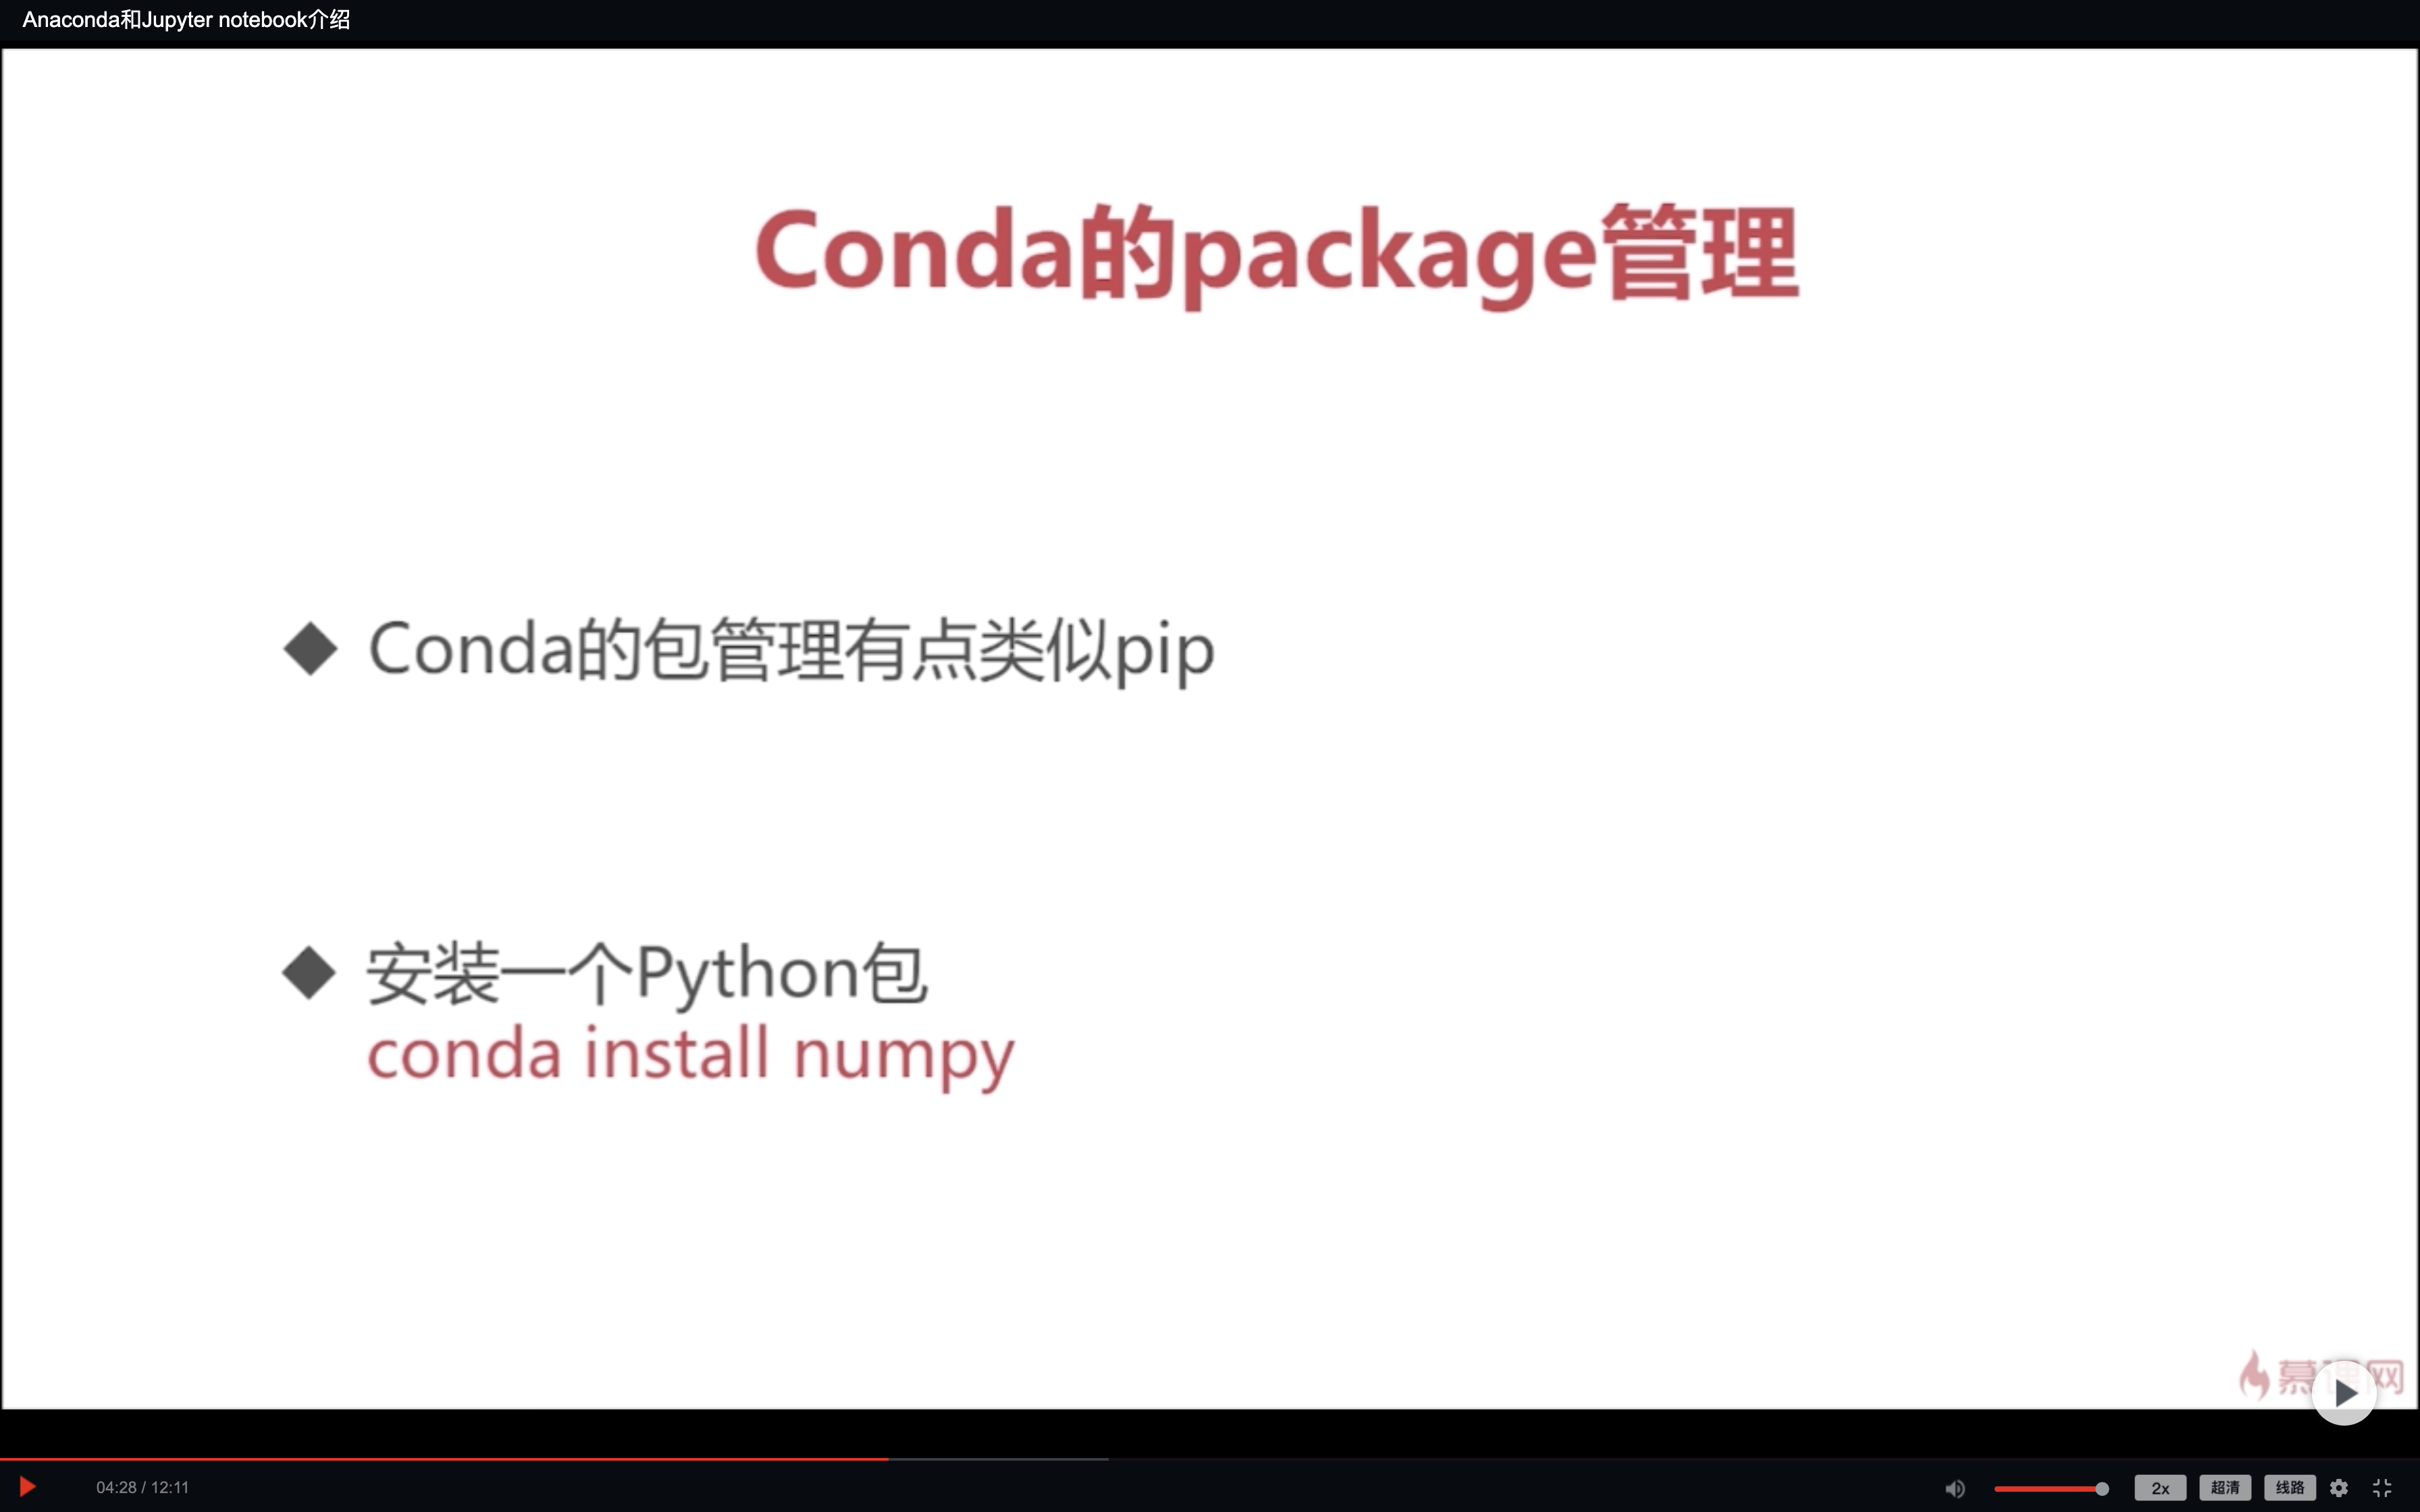 Anaconda和Jupyter notebook介绍
Conda的package管理
Conda的包管理有点类似pip
安装一个Python包
conda install numpy
慕课网
04:28 / 12:11
2x
超清
线路